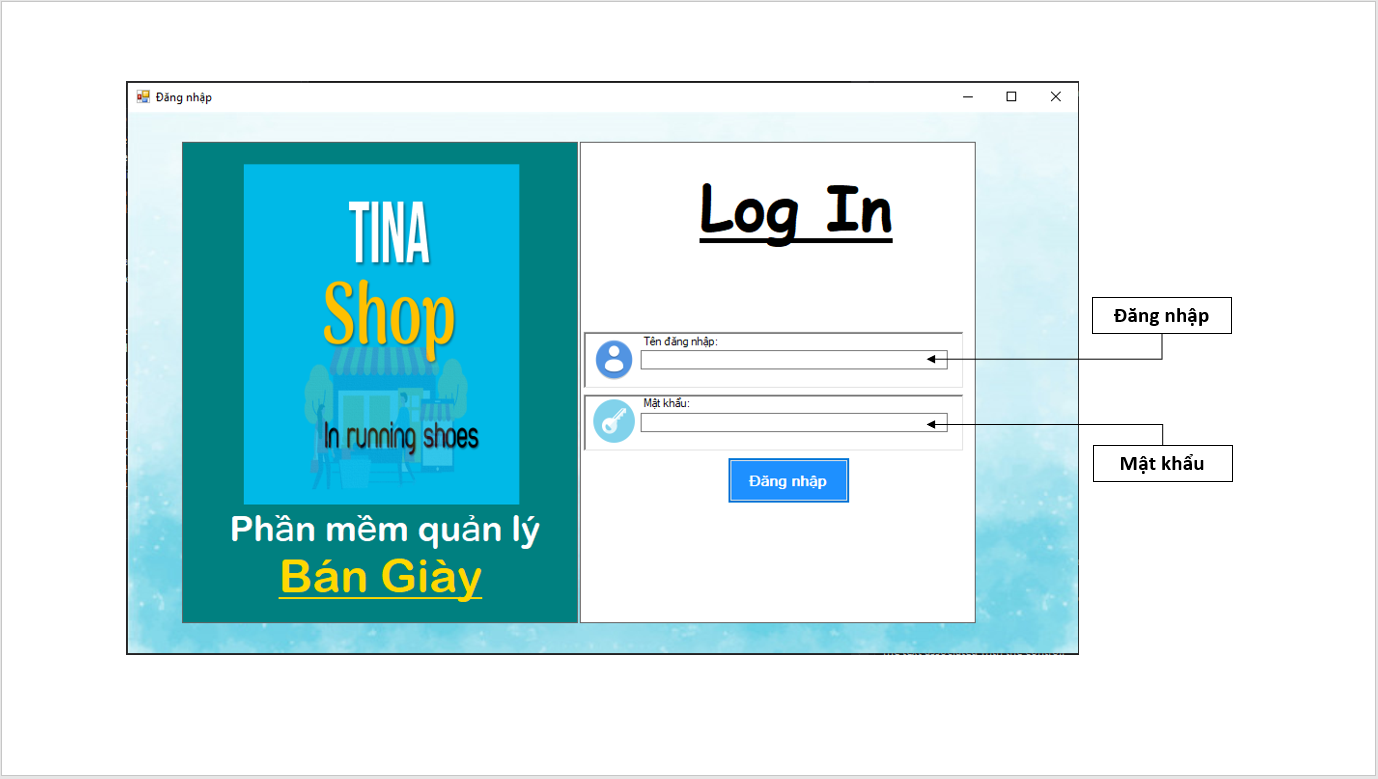 Đăng nhập
TINA
Shop
In running shoes
Phần mềm quản lý
Bán Giày
Log In
Tên đăng nhập:
Mật khẩu:
Đăng nhập
Đăng nhập
Mật khẩu